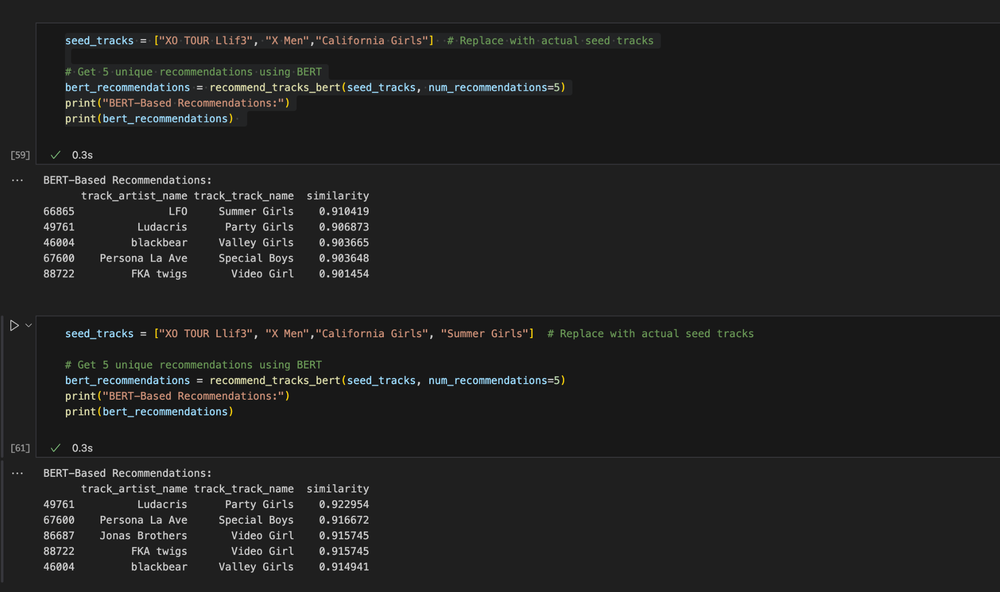 seed_tracks = ["XO TOUR Llif3", "X Men","California Girls"]  # Replace with actual seed tracks
# Get 5 unique recommendations using BERT
bert_recommendations = recommend_tracks_bert(seed_tracks, num_recommendations=5)
print("BERT-Based Recommendations:")
print(bert_recommendations)
[59] ✓ 0.3s
... BERT-Based Recommendations:
track_artist_name track_track_name  similarity
66865 LFO Summer Girls 0.910419
49761 Ludacris Party Girls 0.906873
46004 blackbear Valley Girls 0.903665
67600 Persona La Ave Special Boys 0.903648
88722 FKA twigs Video Girl 0.901454
seed_tracks = ["XO TOUR Llif3", "X Men","California Girls", "Summer Girls"]  # Replace with actual seed tracks
# Get 5 unique recommendations using BERT
bert_recommendations = recommend_tracks_bert(seed_tracks, num_recommendations=5)
print("BERT-Based Recommendations:")
print(bert_recommendations)
[61] ✓ 0.3s
... BERT-Based Recommendations:
track_artist_name track_track_name  similarity
49761 Ludacris Party Girls 0.922954
67600 Persona La Ave Special Boys 0.916672
86687 Jonas Brothers Video Girl 0.915745
88722 FKA twigs Video Girl 0.915745
46004 blackbear Valley Girls 0.914941